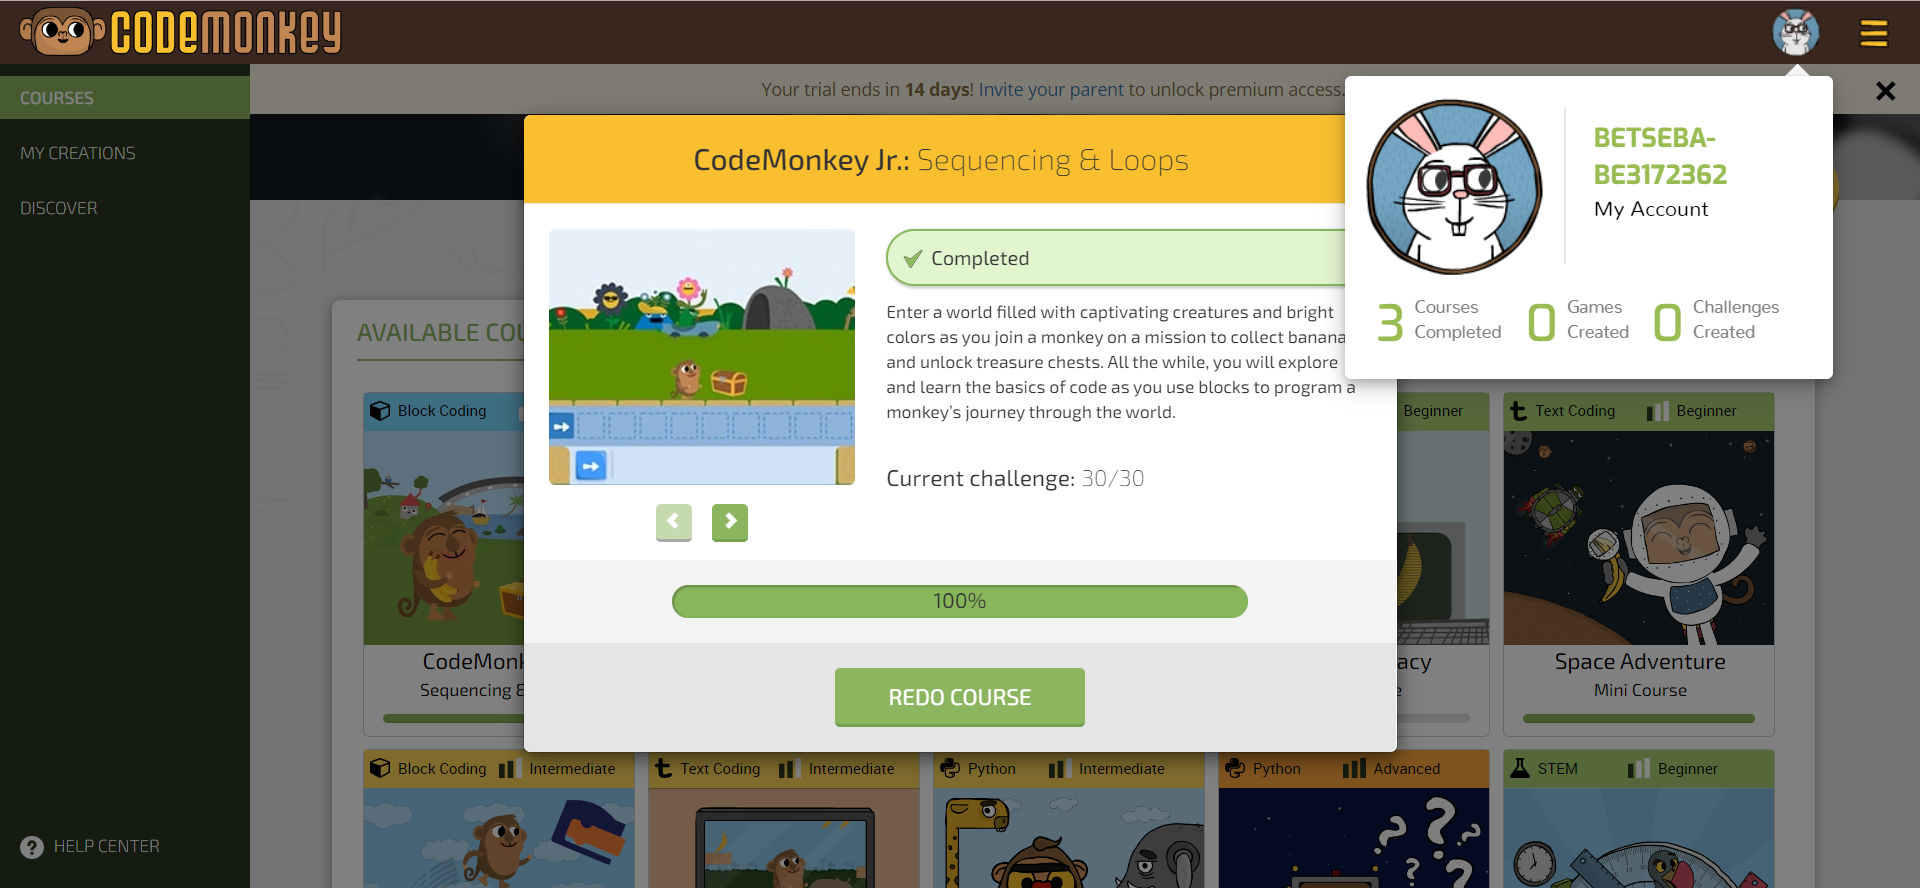 CODEMONKEY
COURSES
MY CREATIONS
DISCOVER
HELP CENTER
Your trial ends in 14 days! Invite your parent to unlock premium access.
BETSEBA-
BE3172362
My Account
3 Courses Completed
0 Games Created
0 Challenges Created
CodeMonkey Jr.: Sequencing & Loops
Completed
Enter a world filled with captivating creatures and bright
colors as you join a monkey on a mission to collect banana
and unlock treasure chests. All the while, you will explore
and learn the basics of code as you use blocks to program a
monkey's journey through the world.
Current challenge: 30/30
100%
REDO COURSE
AVAILABLE COU
Block Coding
Beginner
Text Coding Beginner
CodeMonk
Sequencing &
acy
e
Space Adventure
Mini Course
Block Coding Intermediate
Text Coding Intermediate
Python Intermediate
Python Advanced
STEM Beginner